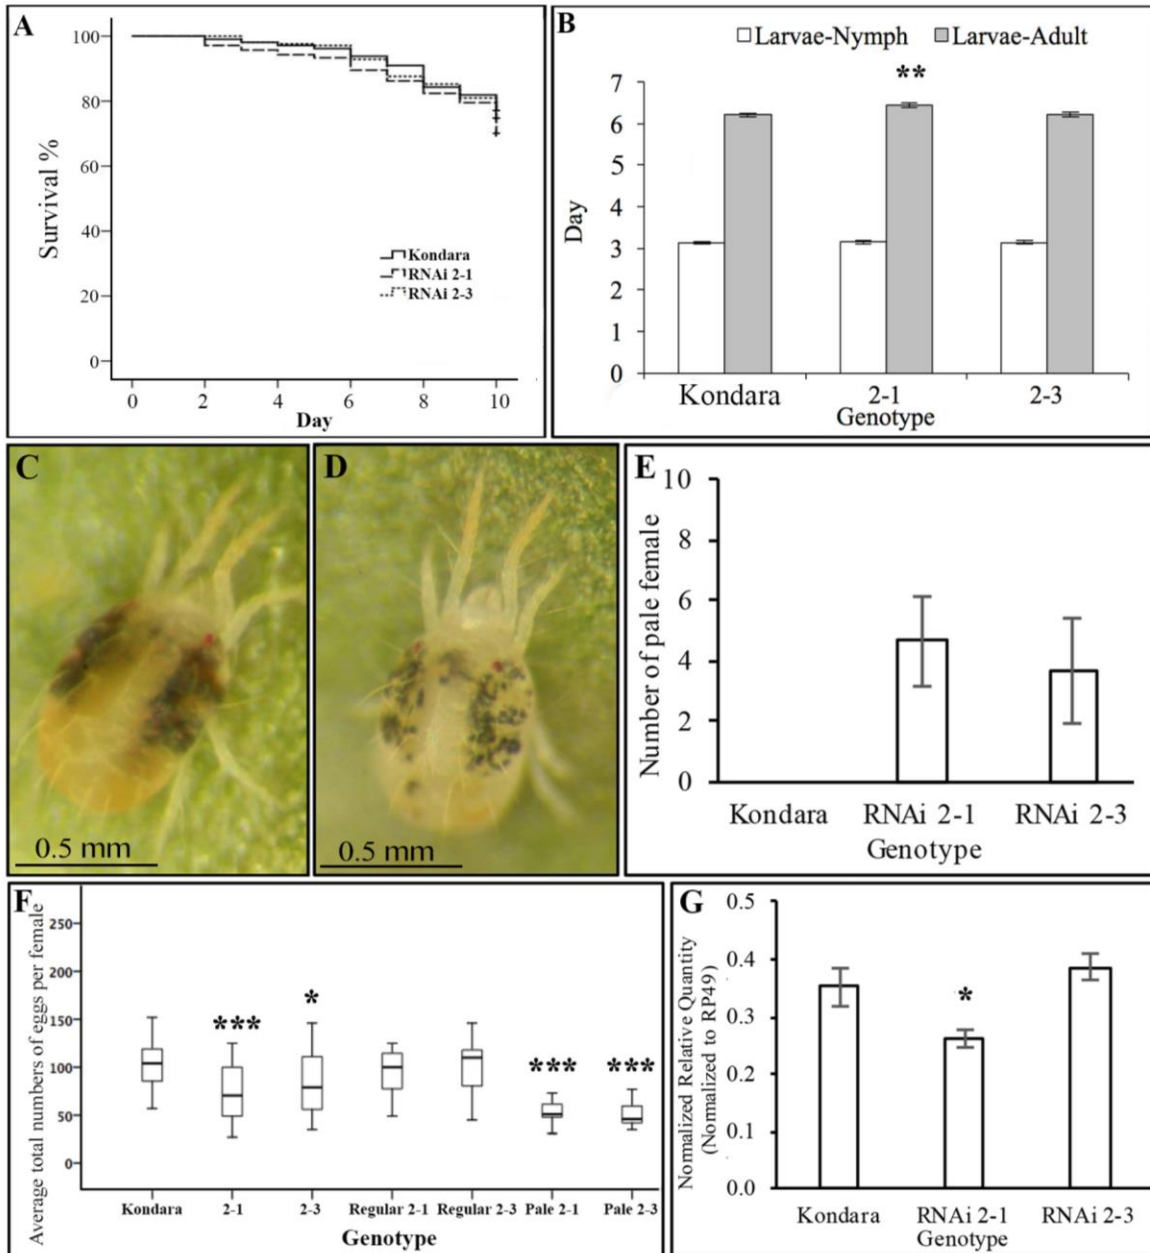 A
100
80
60
40
20
0
Survival %
Kondara
RNAi 2-1
RNAi 2-3
0 2 4 6 8 10
Day
B
Larvae-Nymph Larvae-Adult
**
7
6
5
4
3
2
1
0
Day
Kondara 2-1 2-3
Genotype
C
0.5 mm
D
0.5 mm
E
10
8
6
4
2
0
Number of pale female
Kondara RNAi 2-1 RNAi 2-3
Genotype
F
Average total numbers of eggs per female
250
200
150
100
50
0
*** * *** ***
Kondara 2-1 2-3 Regular 2-1 Regular 2-3 Pale 2-1 Pale 2-3
Genotype
G
Normalized Relative Quantity
(Normalized to RP49)
0.5
0.4
0.3
0.2
0.1
0.0
*
Kondara RNAi 2-1 RNAi 2-3
Genotype